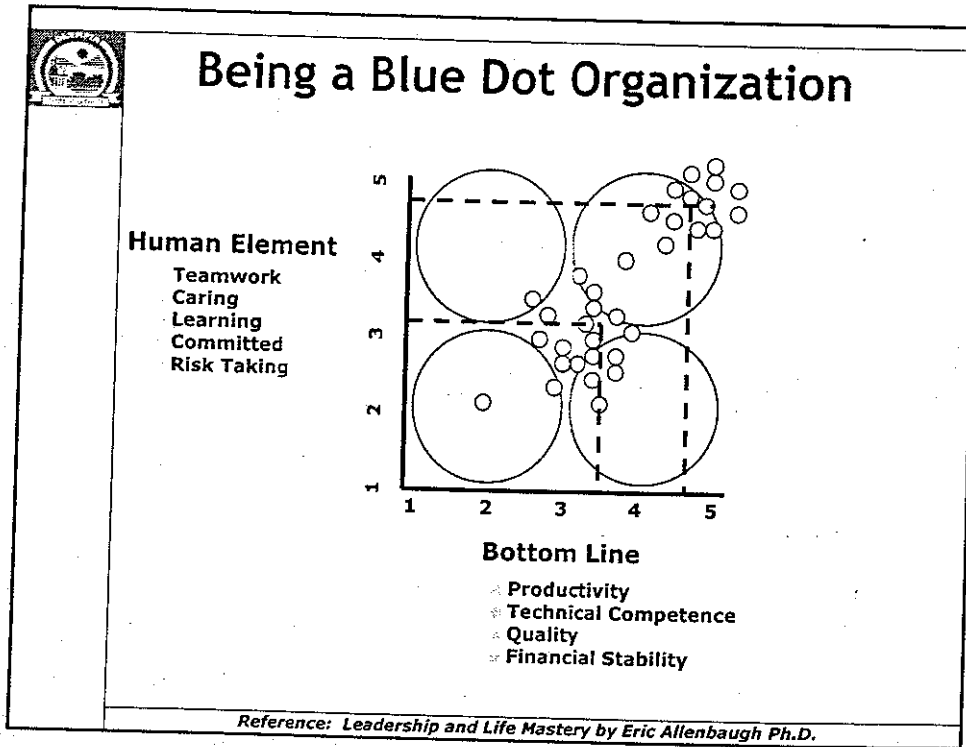 Being a Blue Dot Organization
Human Element
Teamwork
Caring
Learning
Committed
Risk Taking
5
4
3
2
1
1 2 3 4 5
Bottom Line
Productivity
Technical Competence
Quality
Financial Stability
Reference: Leadership and Life Mastery by Eric Allenbaugh Ph.D.